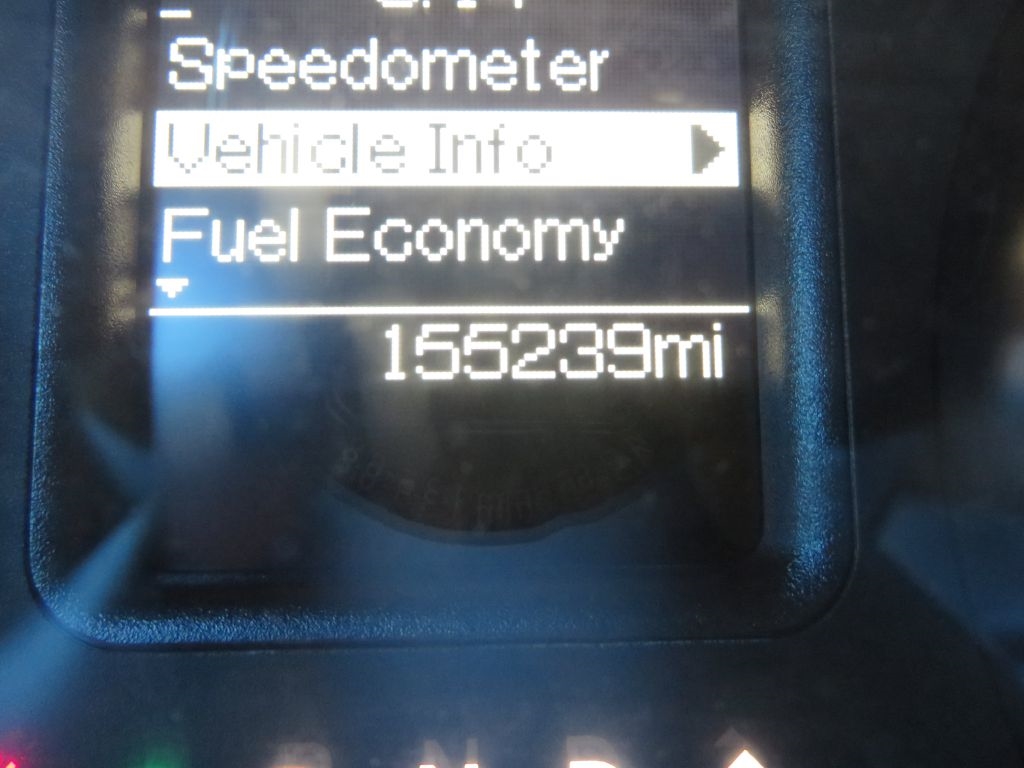 Speedometer
Vehicle Info
Fuel Economy
155239mi
N D